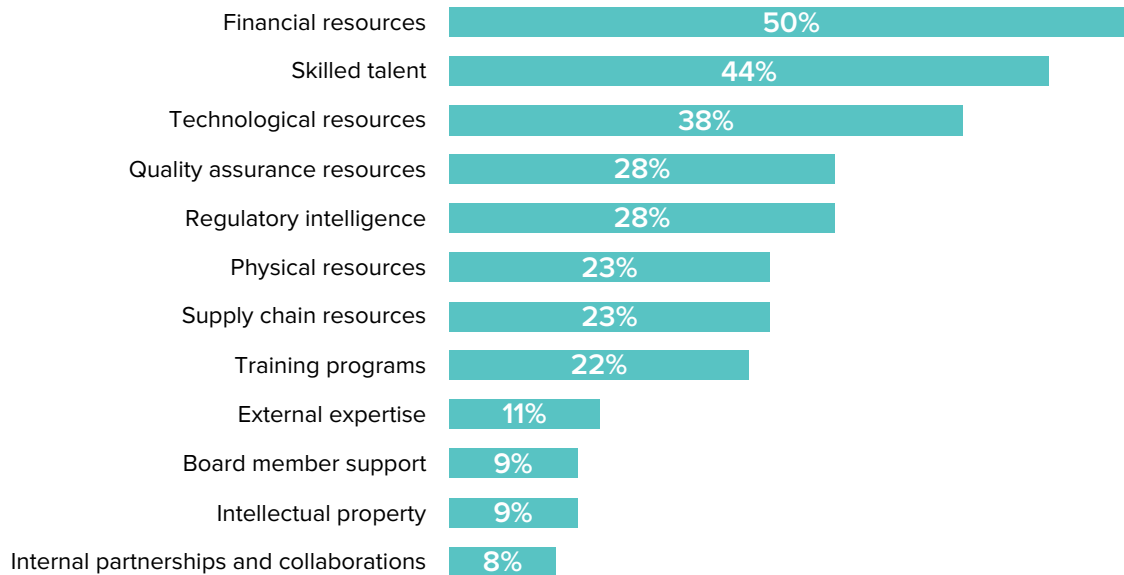 Financial resources 50%
Skilled talent 44%
Technological resources 38%
Quality assurance resources 28%
Regulatory intelligence 28%
Physical resources 23%
Supply chain resources 23%
Training programs 22%
External expertise 11%
Board member support 9%
Intellectual property 9%
Internal partnerships and collaborations 8%